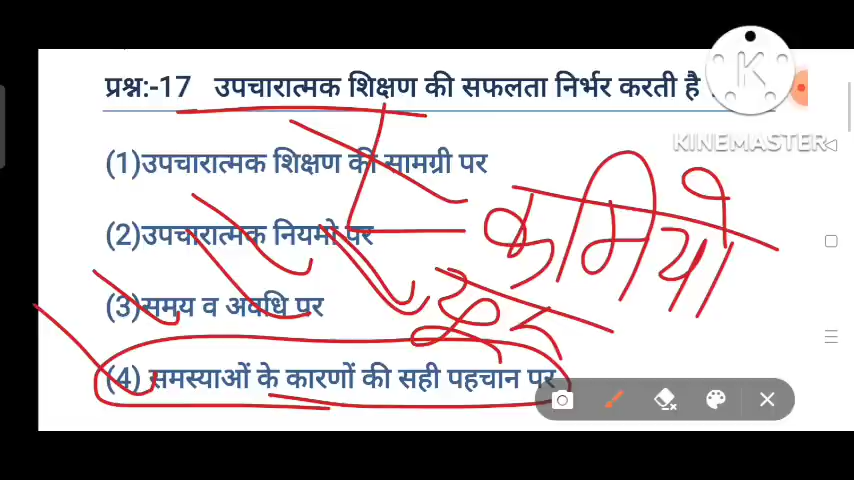 प्रश्न:-17 उपचारात्मक शिक्षण की सफलता निर्भर करती है
K
KINEMASTER
(1)उपचारात्मक शिक्षण की सामग्री पर
(2)उपचारात्मक नियमो पर
कमियो
(3)समय व अवधि पर
(4) समस्याओं के कारणों की सही पहचान पर